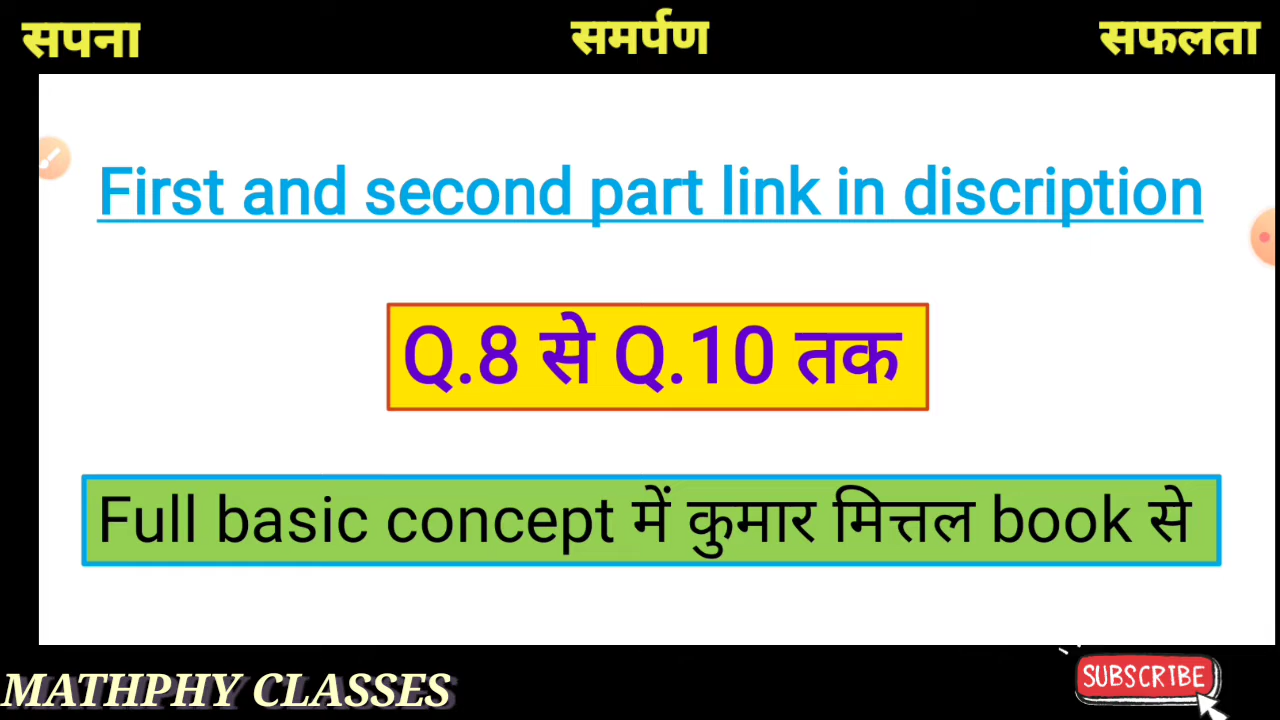 सपना समर्पण सफलता
First and second part link in discription
Q.8 से Q.10 तक
Full basic concept में कुमार मित्तल book से
MATHPHY CLASSES SUBSCRIBE